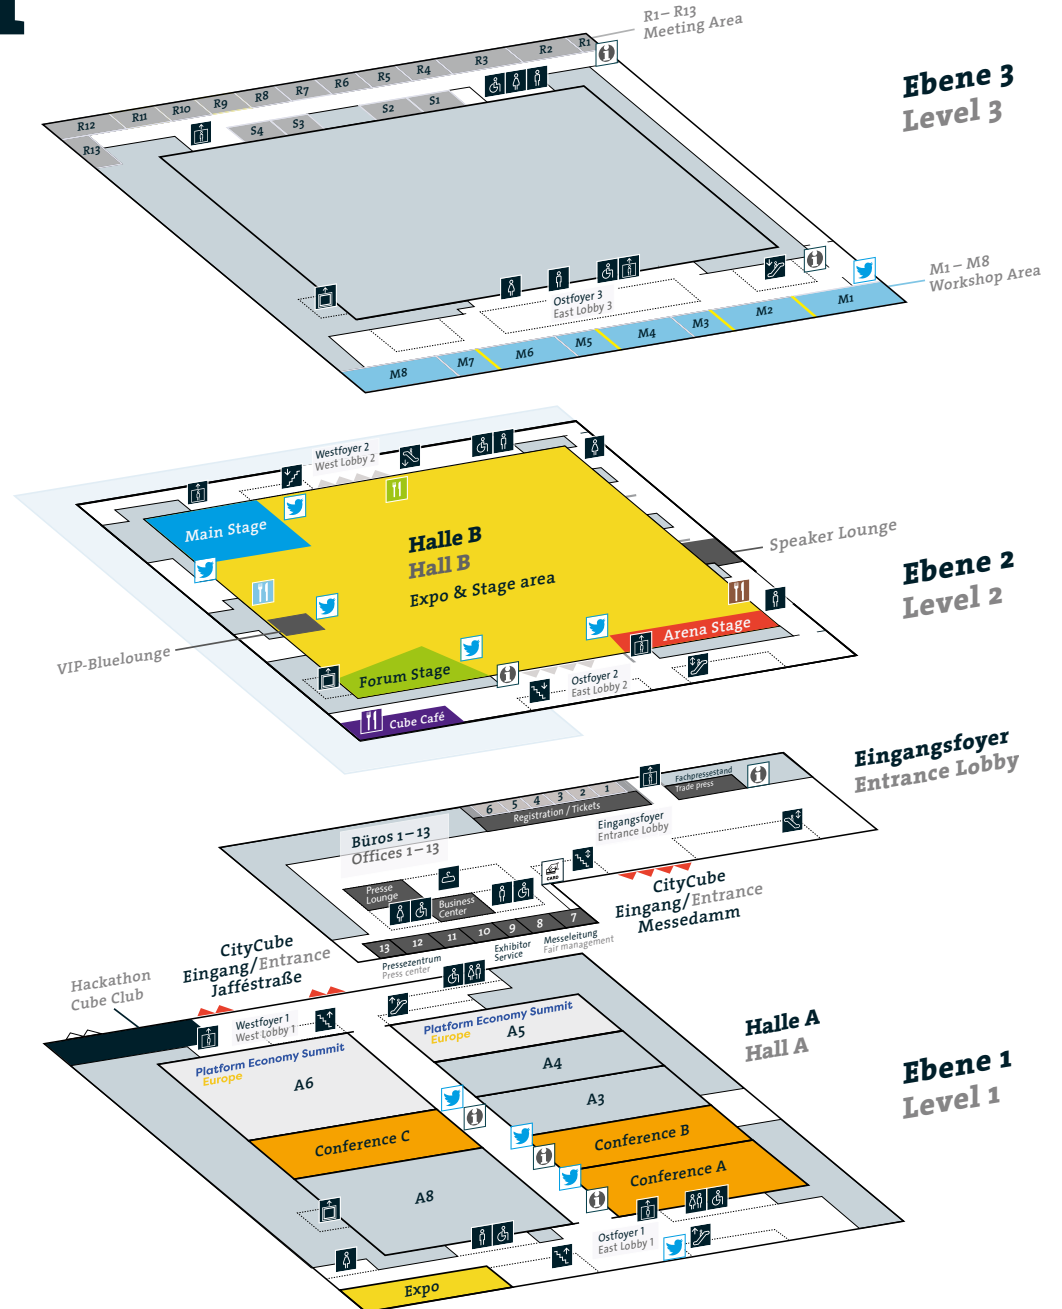 R1–R13
Meeting Area
Ebene 3
Level 3
R1
R2
R3
R4
R5
R6
R7
R8
R9
R10
R11
R12
R13
S1
S2
S3
S4
Ostfoyer 3
East Lobby 3
M1–M8
Workshop Area
M1
M2
M3
M4
M5
M6
M7
M8
Westfoyer 2
West Lobby 2
Main Stage
Halle B
Hall B
Expo & Stage area
Speaker Lounge
Ebene 2
Level 2
Arena Stage
VIP-Bluelounge
Forum Stage
Ostfoyer 2
East Lobby 2
Cube Café
Eingangsfoyer
Entrance Lobby
Fachpressestand
Trade press
6 5 4 3 2 1
Registration / Tickets
Eingangsfoyer
Entrance Lobby
Büros 1–13
Offices 1–13
CARD
Presse
Lounge
Business
Center
CityCube
Eingang/Entrance
Messedamm
13 12 11 10 9 8 7
Pressezentrum
Press center
Exhibitor
Service
Messeleitung
Fair management
CityCube
Eingang/Entrance
Jafféstraße
Hackathon
Cube Club
Westfoyer 1
West Lobby 1
Platform Economy Summit
Europe
A5
Platform Economy Summit
Europe
A6
A4
A3
Halle A
Hall A
Ebene 1
Level 1
Conference C
Conference B
Conference A
A8
Ostfoyer 1
East Lobby 1
Expo